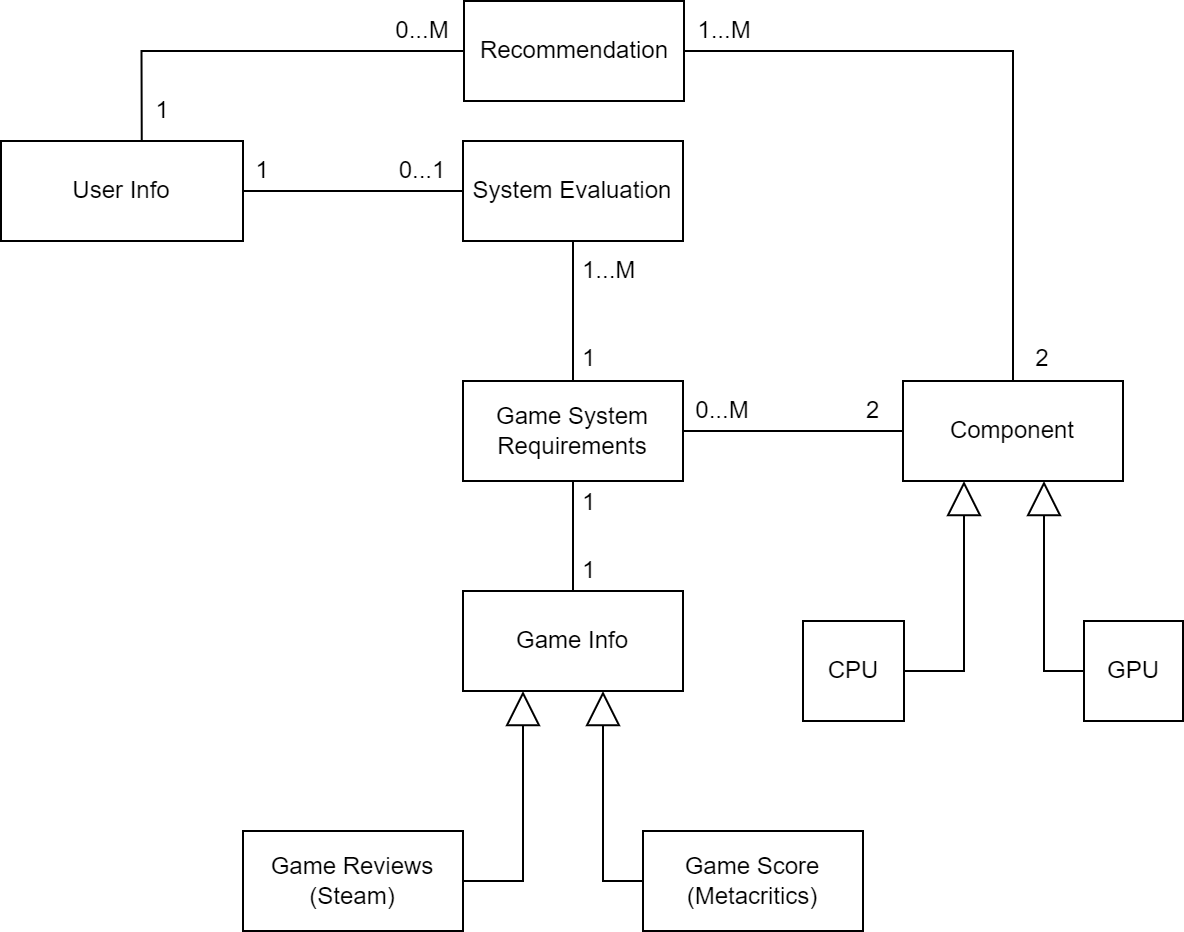 0...M
Recommendation
1...M
1
User Info
1
0...1
System Evaluation
1...M
1
2
Game System
Requirements
0...M
2
Component
1
1
Game Info
CPU
GPU
Game Reviews
(Steam)
Game Score
(Metacritics)